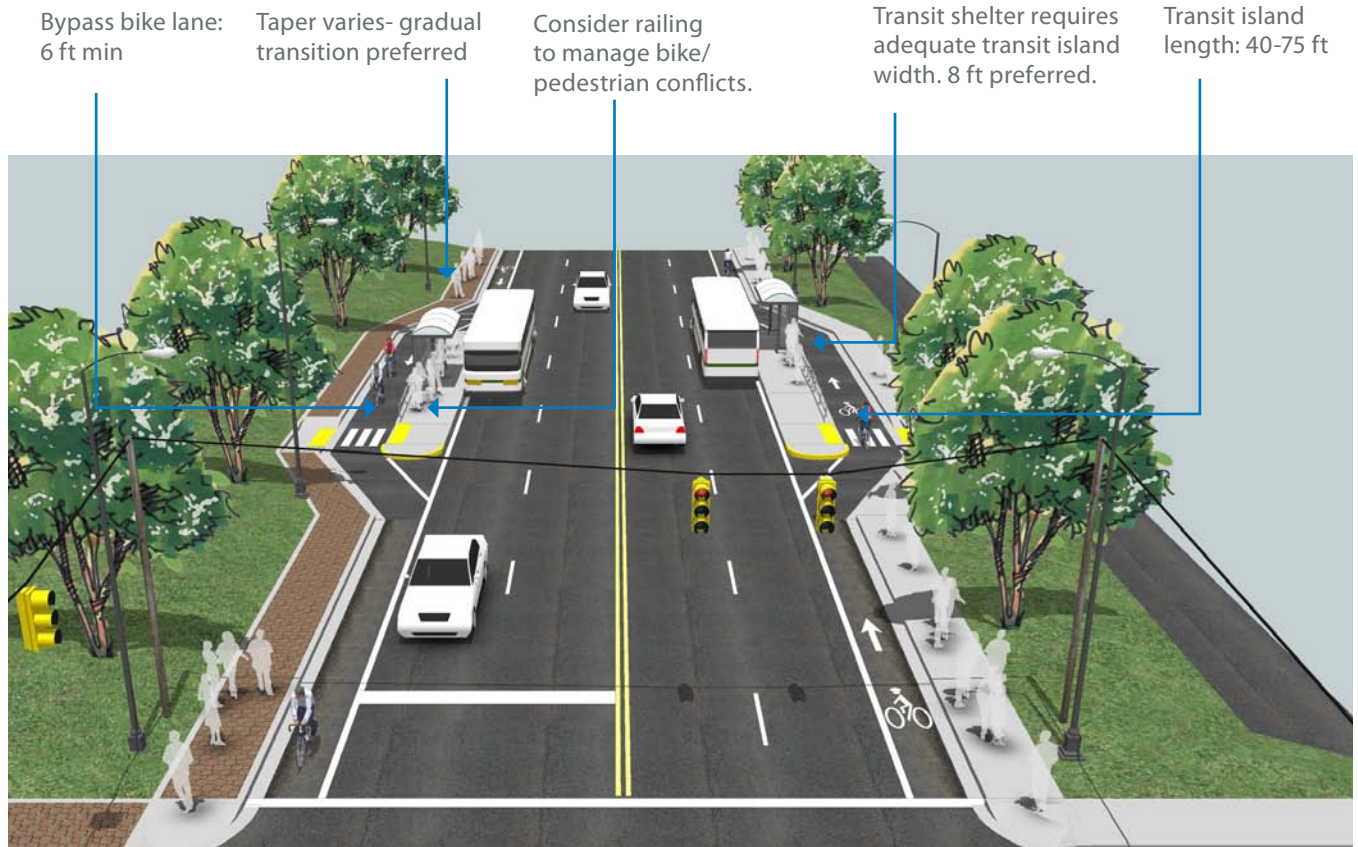 Bypass bike lane:
6 ft min
Taper varies- gradual
transition preferred
Consider railing
to manage bike/
pedestrian conflicts.
Transit shelter requires
adequate transit island
width. 8 ft preferred.
Transit island
length: 40-75 ft